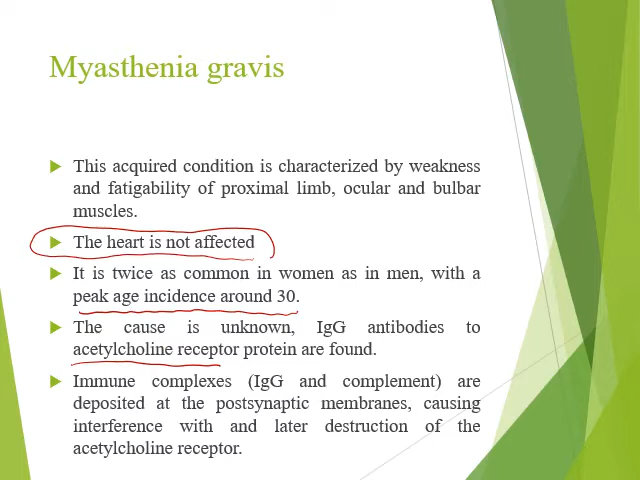 Myasthenia gravis
This acquired condition is characterized by weakness
and fatigability of proximal limb, ocular and bulbar
muscles.
The heart is not affected
It is twice as common in women as in men, with a
peak age incidence around 30.
The cause is unknown, IgG antibodies to
acetylcholine receptor protein are found.
Immune complexes (IgG and complement) are
deposited at the postsynaptic membranes, causing
interference with and later destruction of the
acetylcholine receptor.